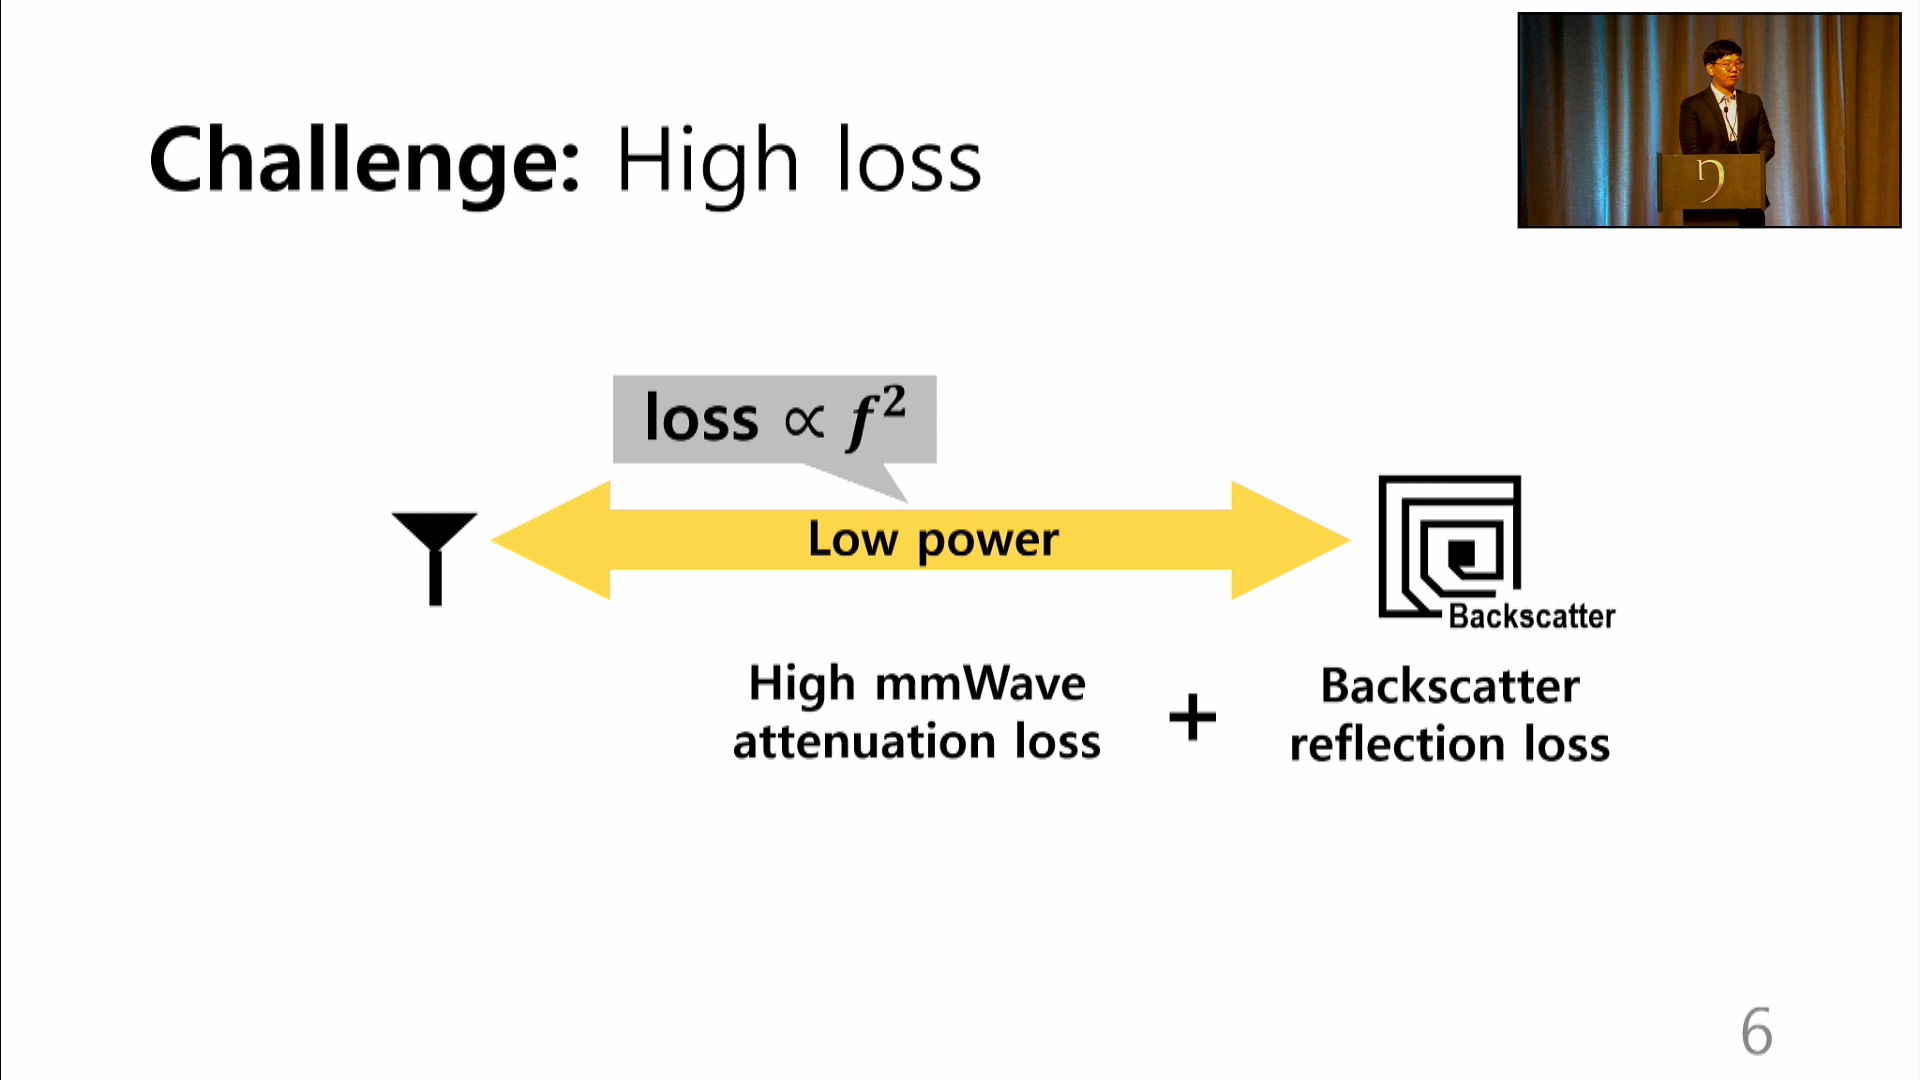 Challenge: High loss
loss ∝ f²
Low power
Backscatter
High mmWave
attenuation loss
+
Backscatter
reflection loss
6